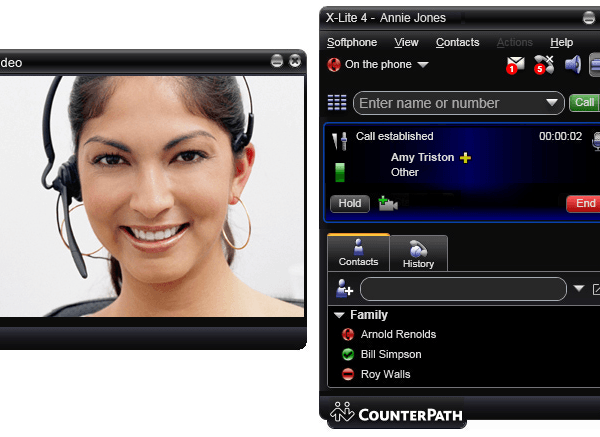 deo
X-Lite 4 - Annie Jones
Softphone View Contacts Actions Help
On the phone
1
5
Enter name or number
Call
Call established 00:00:02
Amy Triston
Other
Hold
End
Contacts
History
Family
Arnold Renolds
Bill Simpson
Roy Walls
COUNTERPATH